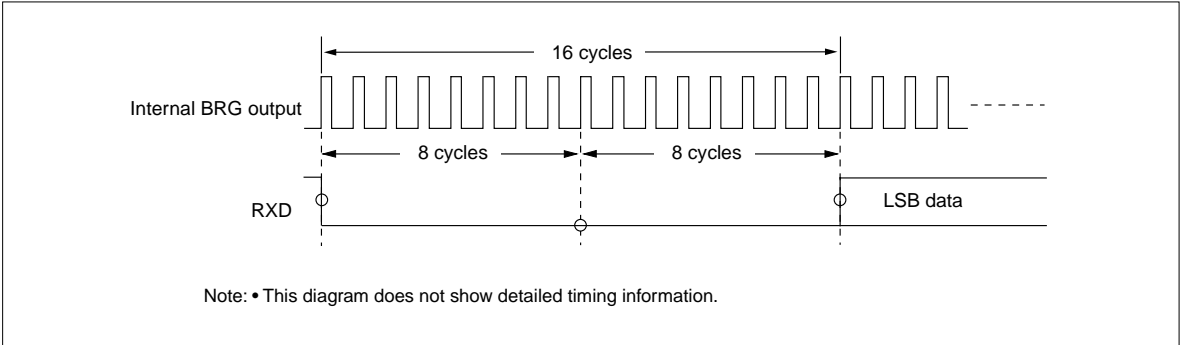 16 cycles
Internal BRG output
8 cycles
8 cycles
RXD
LSB data
Note: • This diagram does not show detailed timing information.